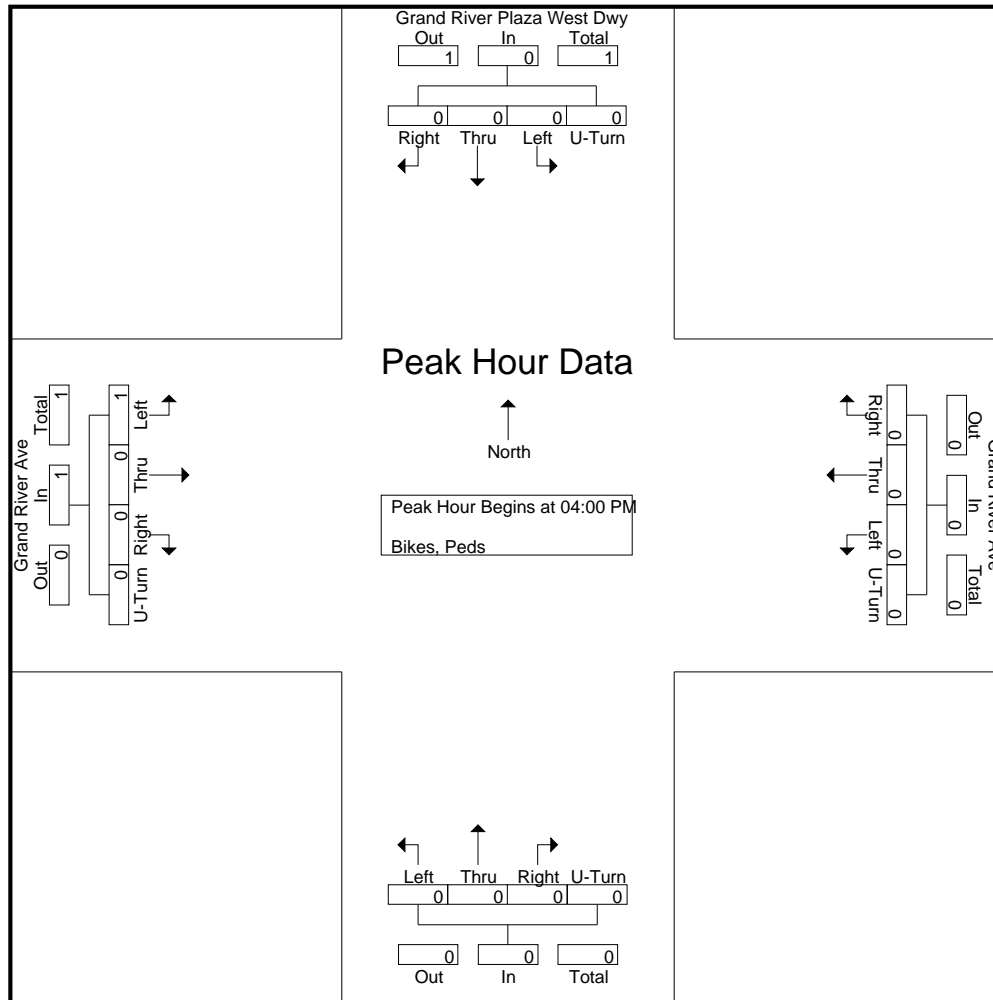 Grand River Plaza West Dwy
Out In Total
1 0 1
0 0 0 0
Right Thru Left U-Turn
Peak Hour Data
North
Peak Hour Begins at 04:00 PM
Bikes, Peds
Grand River Ave
Total In Out
1 1 0
1 0 0 0
Left Thru Right U-Turn
Right Thru Left U-Turn
0 0 0 0
0 0 0
Out In Total
Grand River Ave
Left Thru Right U-Turn
0 0 0 0
0 0 0
Out In Total